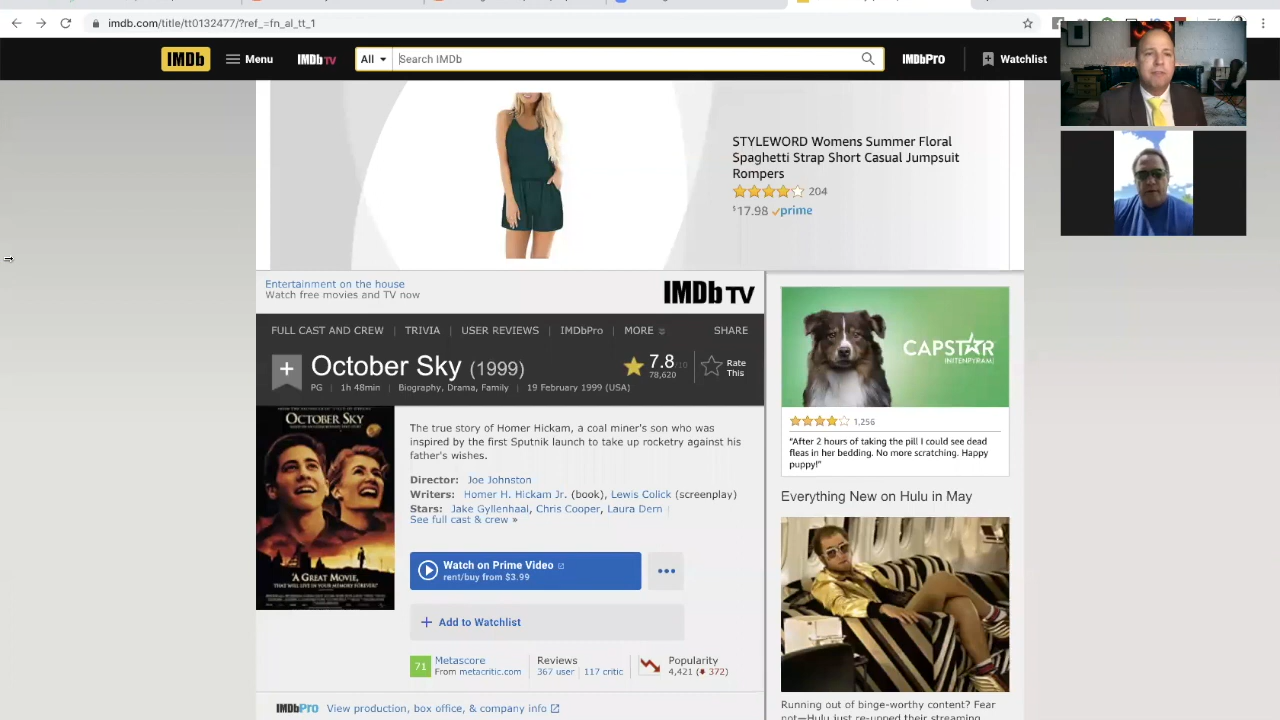 imdb.com/title/tt0132477/?ref_=fn_al_tt_1
IMDb
Menu
IMDbTV
All
Search IMDb
IMDbPro
Watchlist
STYLEWORD Womens Summer Floral
Spaghetti Strap Short Casual Jumpsuit
Rompers
204
$17.98 prime
Entertainment on the house
Watch free movies and TV now
IMDb TV
FULL CAST AND CREW | TRIVIA | USER REVIEWS | IMDbPro | MORE
SHARE
October Sky (1999)
7.8/10
78,620
Rate
This
PG | 1h 48min | Biography, Drama, Family | 19 February 1999 (USA)
OCTOBER SKY
'A GREAT MOVIE,
The true story of Homer Hickam, a coal miner's son who was
inspired by the first Sputnik launch to take up rocketry against his
father's wishes.
Director: Joe Johnston
Writers: Homer H. Hickam Jr. (book), Lewis Colick (screenplay)
Stars: Jake Gyllenhaal, Chris Cooper, Laura Dern |
See full cast & crew »
Watch on Prime Video
rent/buy from $3.99
+ Add to Watchlist
71
Metascore
From metacritic.com
Reviews
367 user | 117 critic
Popularity
4,421 (372)
IMDbPro View production, box office, & company info
CAPSTAR
(NITENPYRAM)
1,256
"After 2 hours of taking the pill I could see dead
fleas in her bedding. No more scratching. Happy
puppy!"
Everything New on Hulu in May
Running out of binge-worthy content? Fear
not—Hulu just re-upped their streaming